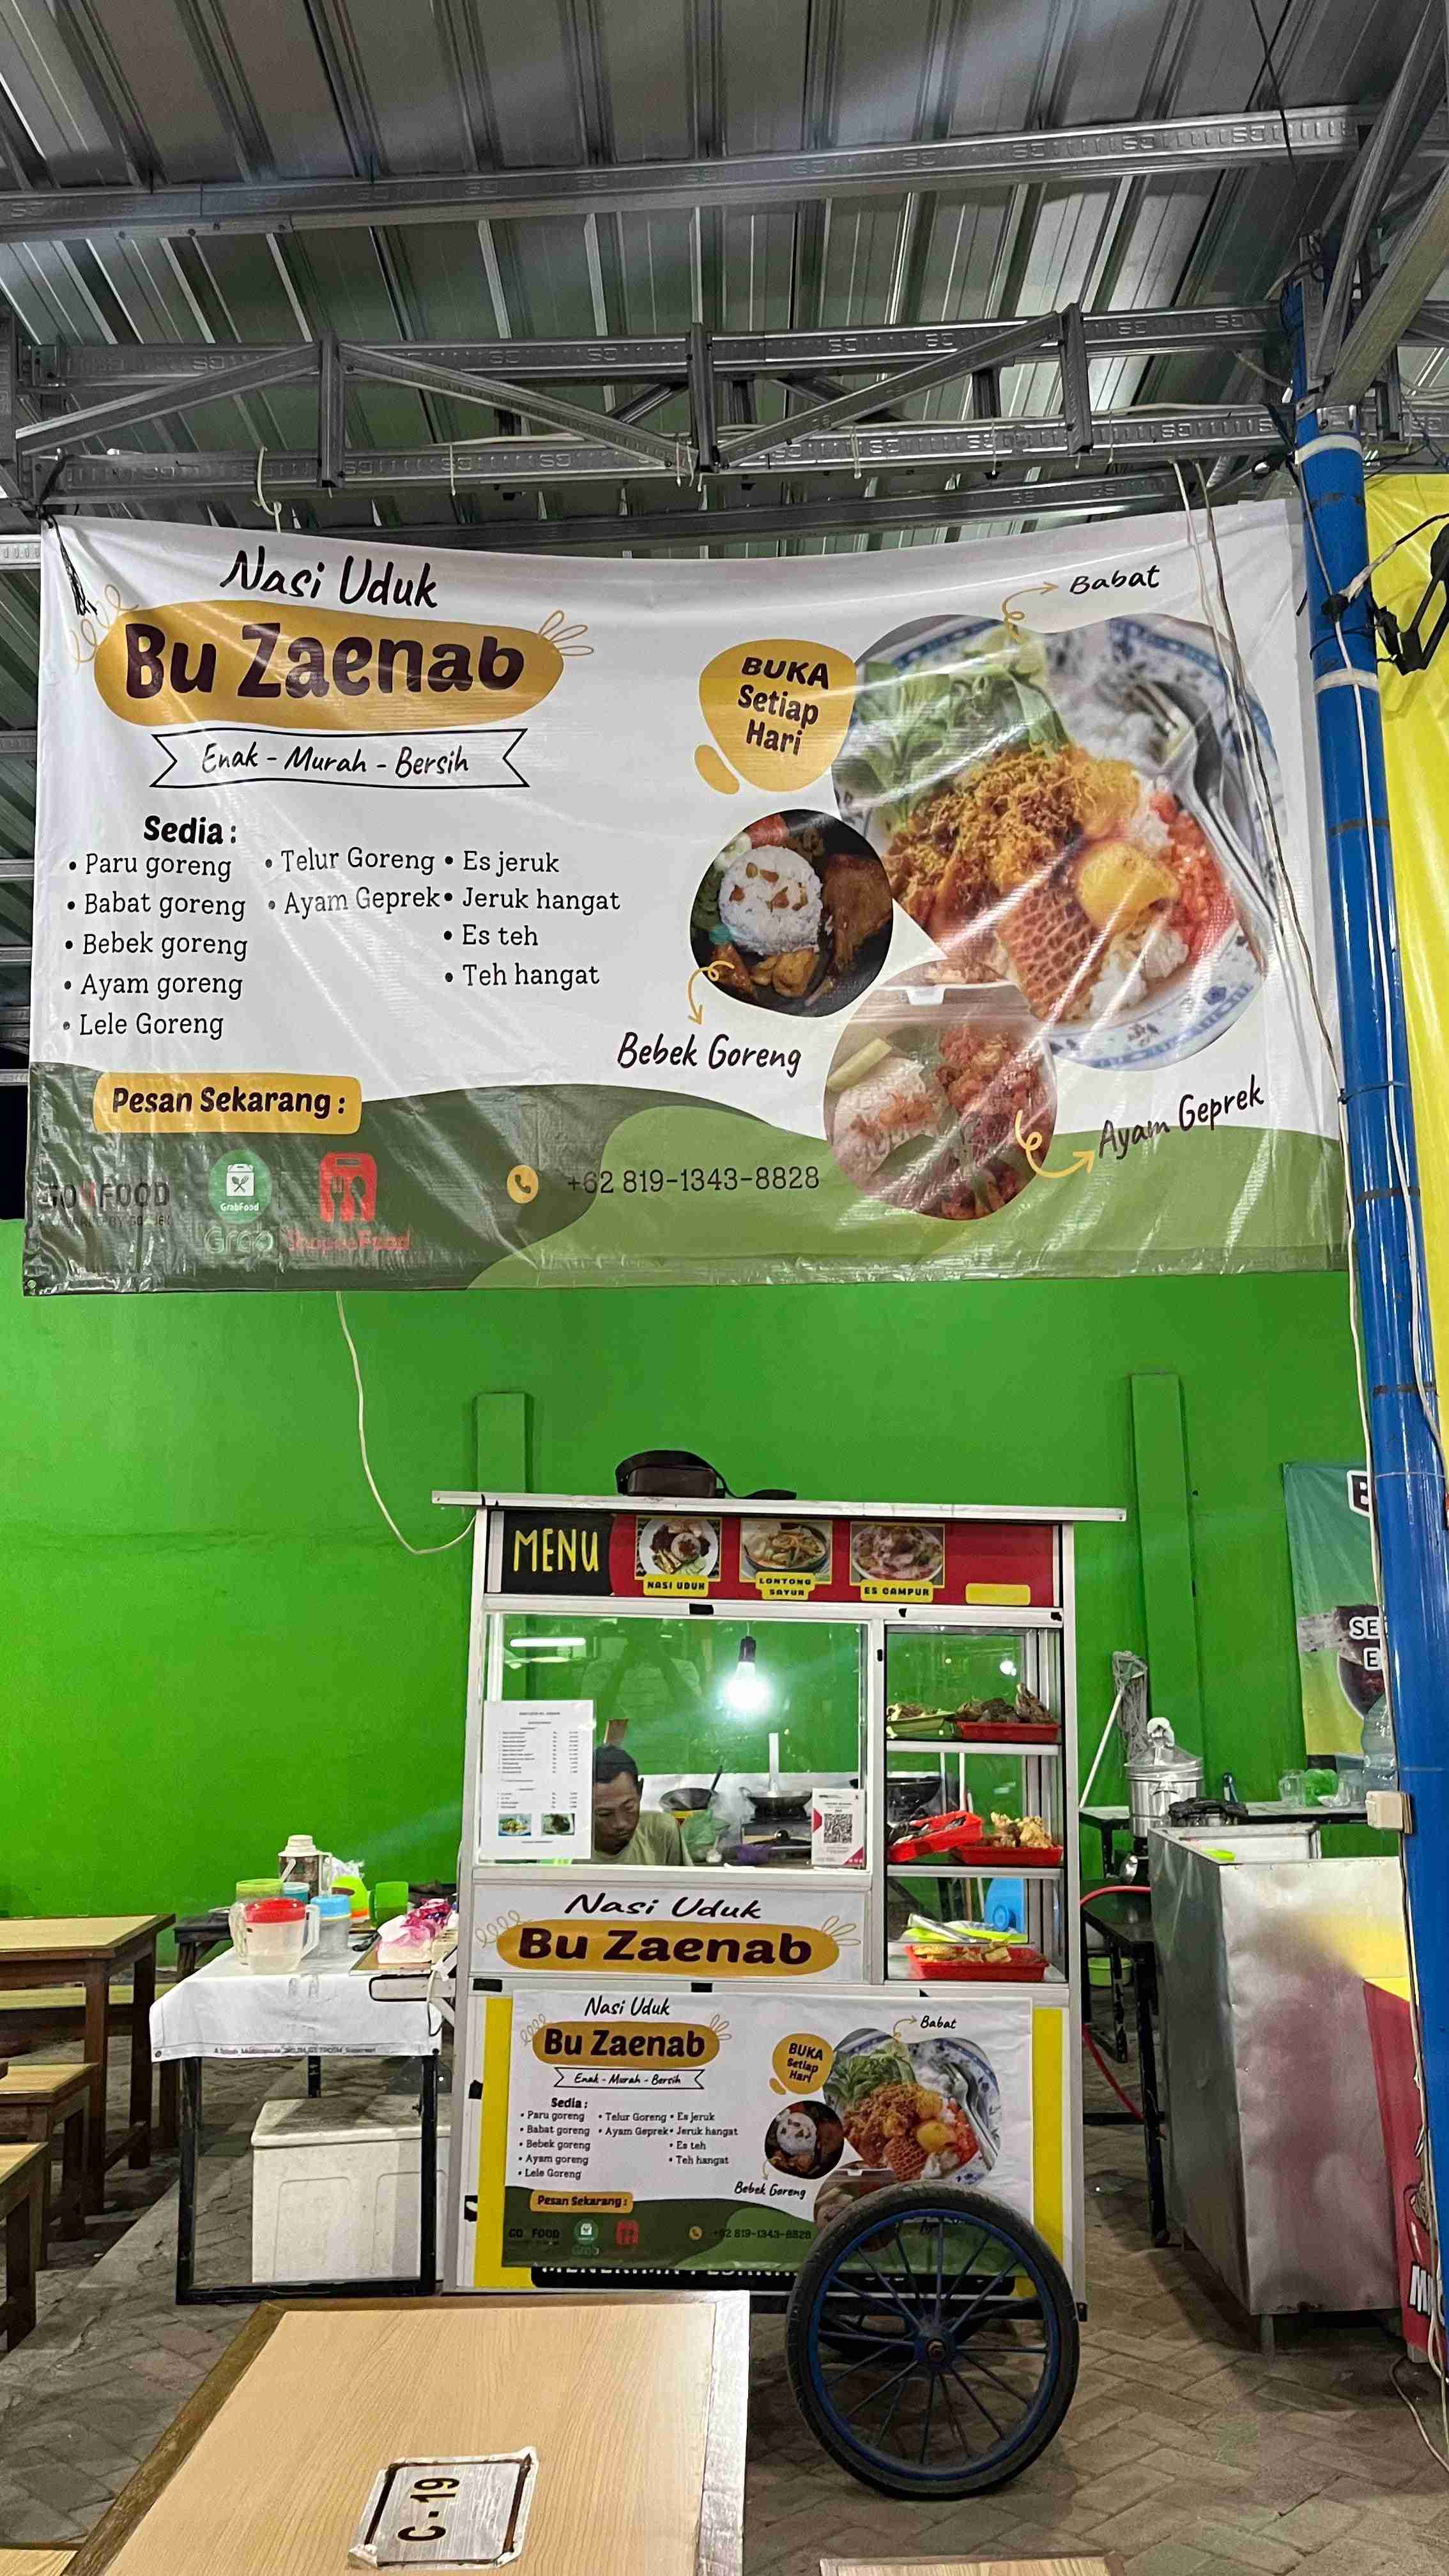 Nasi Uduk
Bu Zaenab
Enak - Murah - Bersih
BUKA
Setiap
Hari
Babat
Sedia :
• Paru goreng
• Babat goreng
• Bebek goreng
• Ayam goreng
• Lele Goreng
• Telur Goreng
• Ayam Geprek
• Es jeruk
• Jeruk hangat
• Es teh
• Teh hangat
Bebek Goreng
Ayam Geprek
Pesan Sekarang :
GOFOOD
GrabFood
Grab
ShopeeFood
+62 819-1343-8828
MENU
NASI UDUK
LONTONG
SAYUR
ES CAMPUR
Nasi Uduk
Bu Zaenab
Nasi Uduk
Bu Zaenab
Enak - Murah - Bersih
BUKA
Setiap
Hari
Babat
Sedia :
• Paru goreng
• Babat goreng
• Bebek goreng
• Ayam goreng
• Lele Goreng
• Telur Goreng
• Ayam Geprek
• Es jeruk
• Jeruk hangat
• Es teh
• Teh hangat
Bebek Goreng
Pesan Sekarang :
GO FOOD
Grab
+62 819-1343-8828
C-19